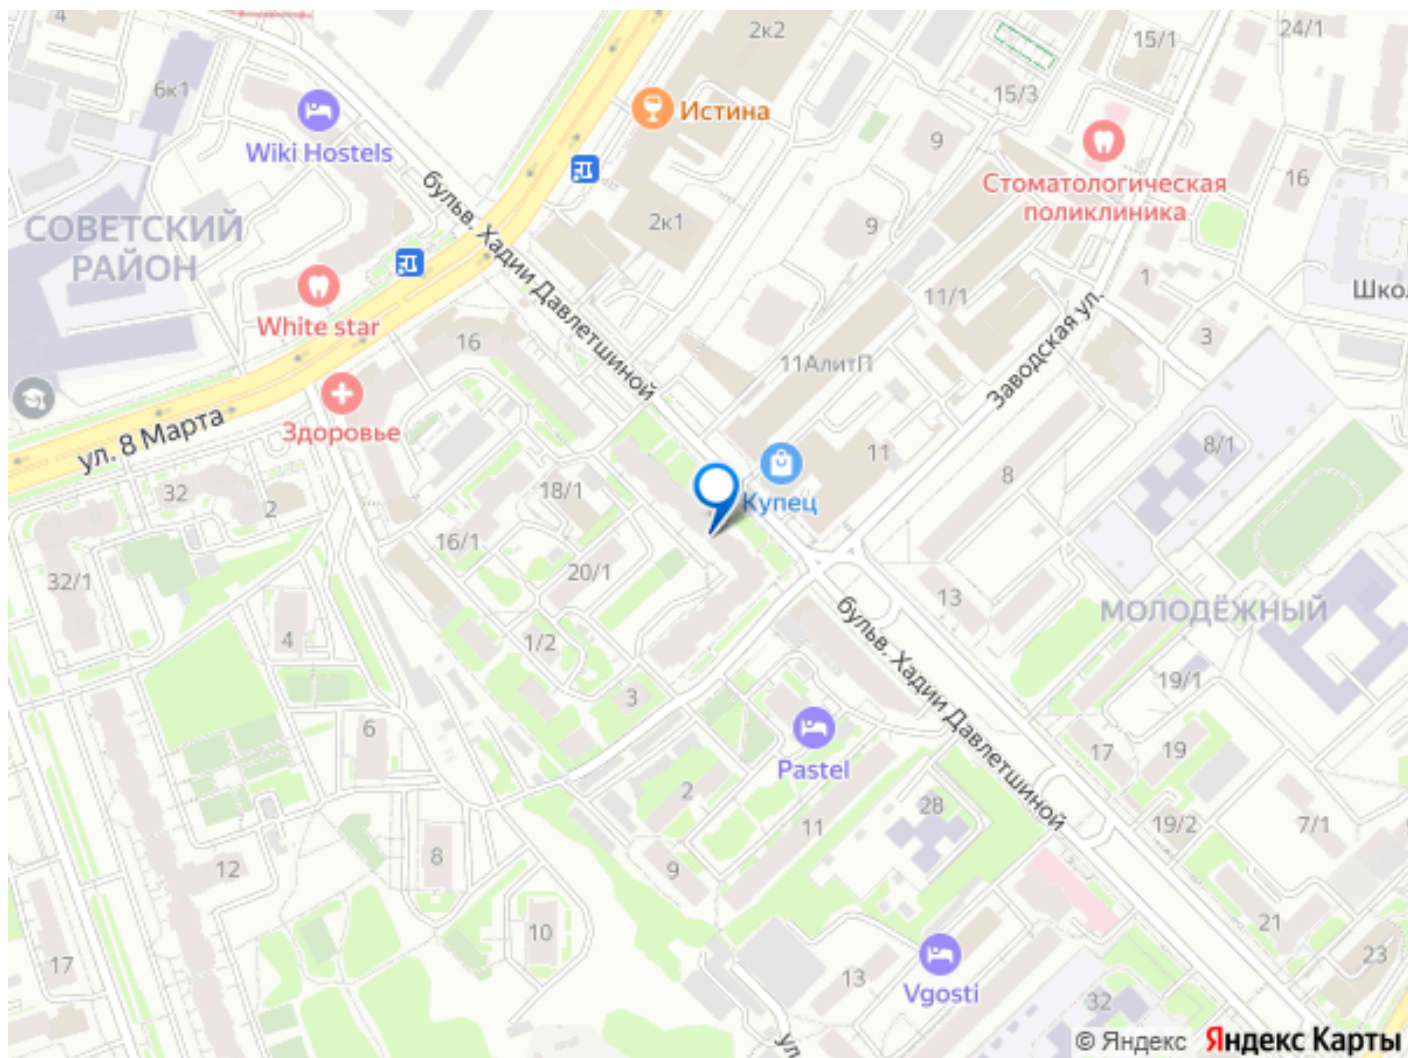 2к2
24/1
15/1
6к1
15/3
Истина
9
Wiki Hostels
Стоматологическая
поликлиника
16
бульв. Хадии Давлетшиной
СОВЕТСКИЙ
РАЙОН
2к1
9
1
11/1
Шко
White star
16
3
Заводская ул.
11АлитП
ул. 8 Марта
Здоровье
8/1
11
8
32
2
18/1
Купец
16/1
20/1
32/1
13
МОЛОДЁЖНЫЙ
4
1/2
бульв. Хадии Давлетшиной
19/1
3
6
17
19
Pastel
2
28
11
19/2
7/1
8
12
9
21
10
23
17
13
Vgosti
32
ул
© Яндекс Яндекс Карты